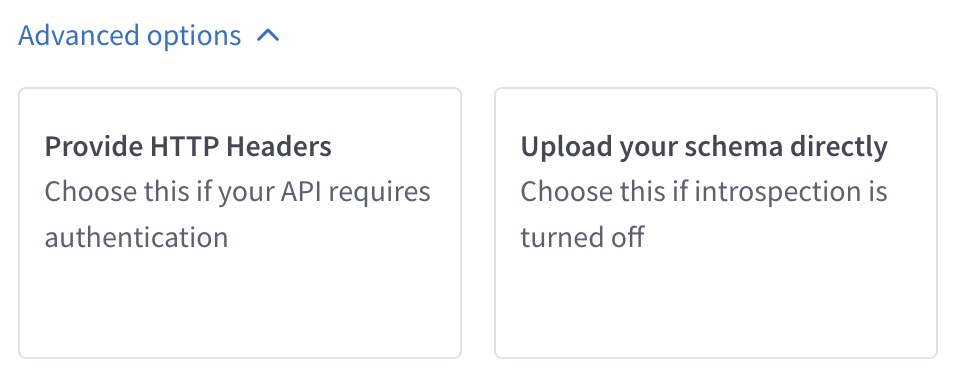 Advanced options
Provide HTTP Headers
Choose this if your API requires
authentication
Upload your schema directly
Choose this if introspection is
turned off